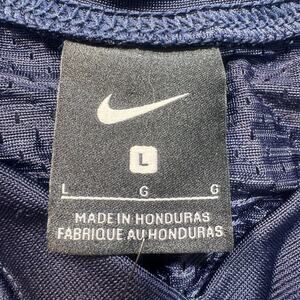 L
L G G
MADE IN HONDURAS
FABRIQUE AU HONDURAS